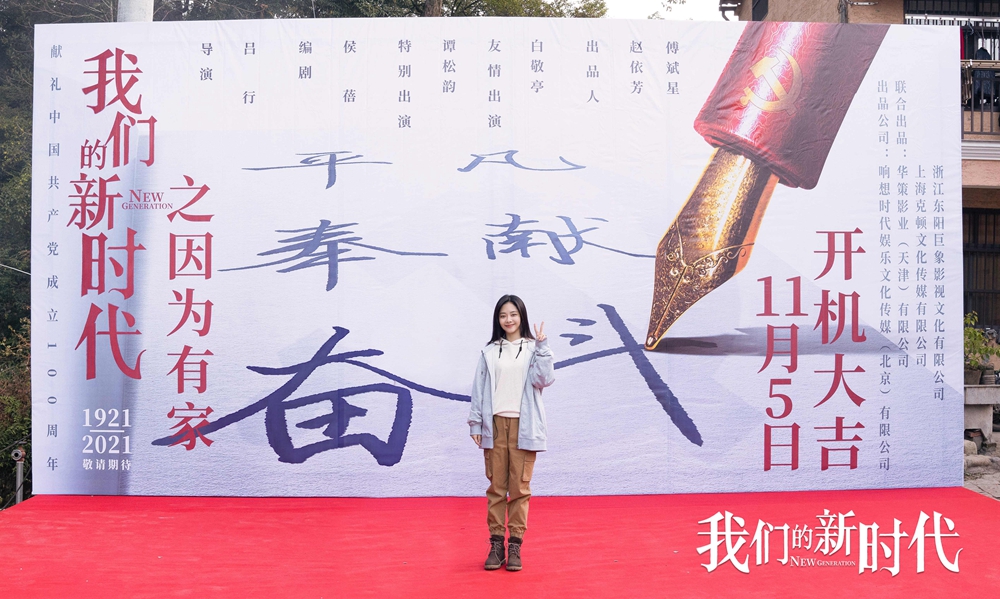 献礼中国共产党成立100周年
我们
的新时代
NEW
GENERATION
之因为有家
1921
2021
敬请期待
导演
吕行
编剧
侯蓓
特别出演
谭松韵
友情出演
白敬亭
出品人
赵依芳
傅斌星
平凡
奉献
奋斗
开机大吉
11月5日
出品公司：响想时代娱乐文化传媒（北京）有限公司
联合出品：华策影业（天津）有限公司
上海克顿文化传媒有限公司
浙江东阳巨象影视文化有限公司
我们的新时代
NEW GENERATION